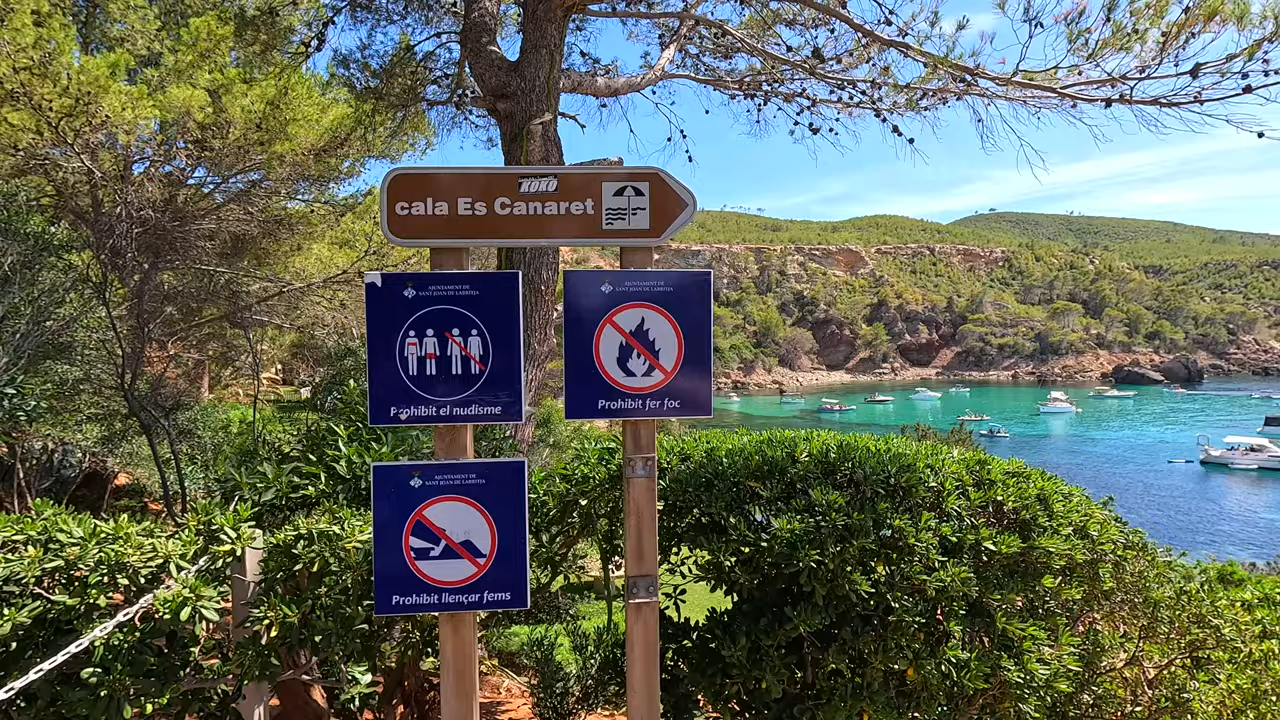 KOKO
cala Es Canaret
AJUNTAMENT DE
SANT JOAN DE LABRITJA
Prohibit el nudisme
AJUNTAMENT DE
SANT JOAN DE LABRITJA
Prohibit fer foc
AJUNTAMENT DE
SANT JOAN DE LABRITJA
Prohibit llençar fems